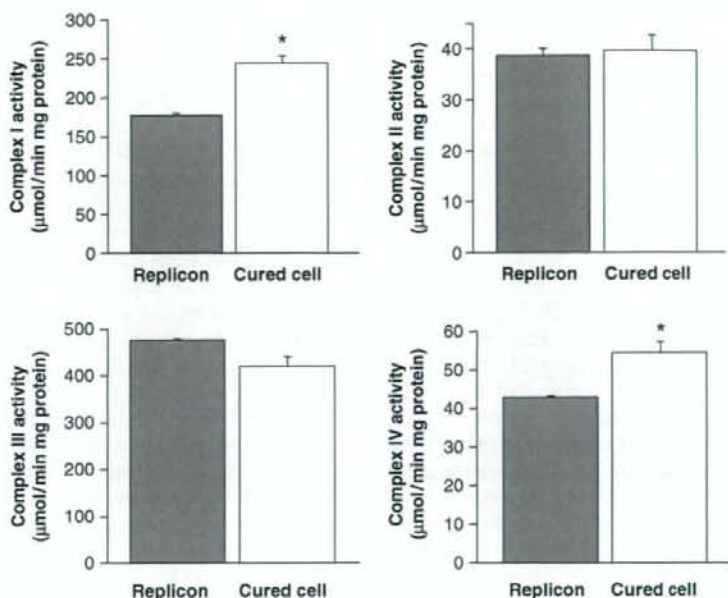 Complex I activity
(μmol/min mg protein)
300
250
200
150
100
50
0
*
Replicon Cured cell
Complex II activity
(μmol/min mg protein)
40
30
20
10
0
Replicon Cured cell
Complex III activity
(μmol/min mg protein)
500
400
300
200
100
0
Replicon Cured cell
Complex IV activity
(μmol/min mg protein)
60
50
40
30
20
10
0
*
Replicon Cured cell